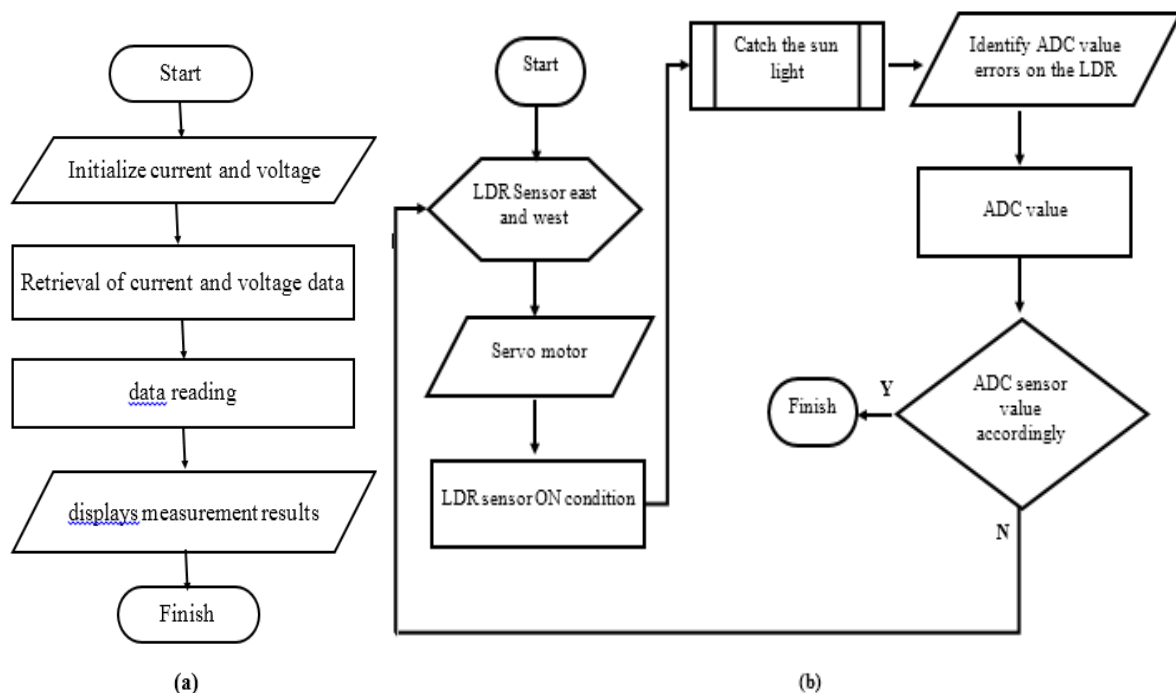 Start
Initialize current and voltage
Retrieval of current and voltage data
data reading
displays measurement results
Finish
(a)
Start
LDR Sensor east
and west
Servo motor
LDR sensor ON condition
Catch the sun
light
Identify ADC value
errors on the LDR
ADC value
ADC sensor
value
accordingly
Y
Finish
N
(b)